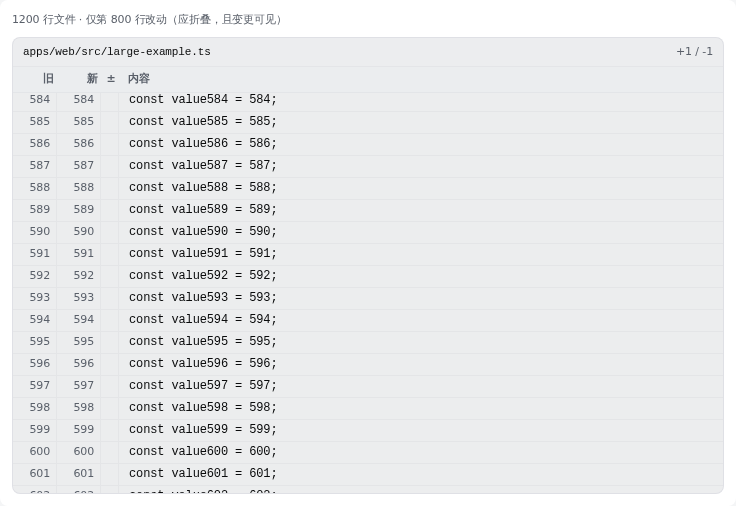 1200 行文件 · 仅第 800 行改动（应折叠，且变更可见）
apps/web/src/large-example.ts +1 / -1
旧 新 ± 内容
584 584 const value584 = 584;
585 585 const value585 = 585;
586 586 const value586 = 586;
587 587 const value587 = 587;
588 588 const value588 = 588;
589 589 const value589 = 589;
590 590 const value590 = 590;
591 591 const value591 = 591;
592 592 const value592 = 592;
593 593 const value593 = 593;
594 594 const value594 = 594;
595 595 const value595 = 595;
596 596 const value596 = 596;
597 597 const value597 = 597;
598 598 const value598 = 598;
599 599 const value599 = 599;
600 600 const value600 = 600;
601 601 const value601 = 601;